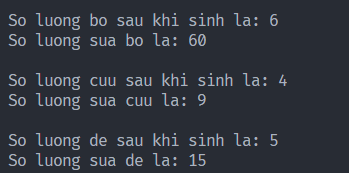 So luong bo sau khi sinh la: 6
So luong sua bo la: 60
So luong cuu sau khi sinh la: 4
So luong sua cuu la: 9
So luong de sau khi sinh la: 5
So luong sua de la: 15